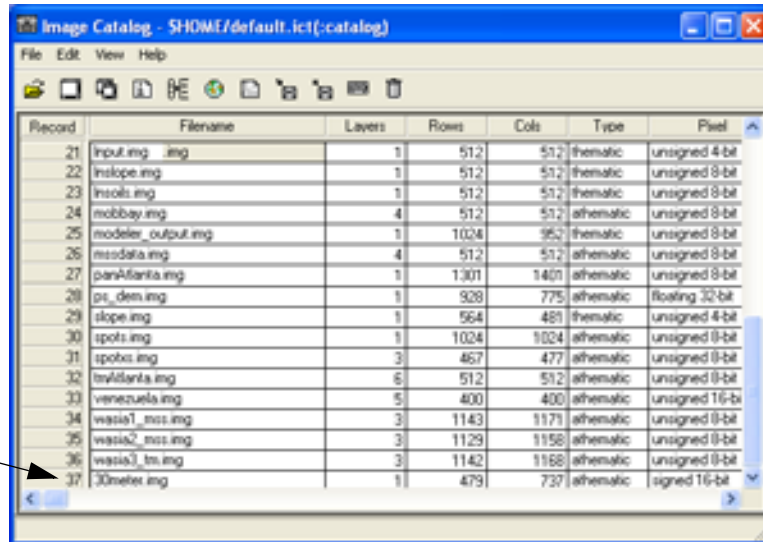 Image Catalog - $HOME/default.ict(:catalog)
File Edit View Help
Record Filename Layers Rows Cols Type Pixel
21 Input.img .img 1 512 512 thematic unsigned 4-bit
22 lnslope.img 1 512 512 thematic unsigned 8-bit
23 lnsoils.img 1 512 512 thematic unsigned 8-bit
24 mobbay.img 4 512 512 athematic unsigned 8-bit
25 modeler_output.img 1 1024 952 thematic unsigned 8-bit
26 mssdata.img 4 512 512 athematic unsigned 8-bit
27 panAtlanta.img 1 1301 1401 athematic unsigned 8-bit
28 ps_dem.img 1 928 775 athematic floating 32-bit
29 slope.img 1 564 481 thematic unsigned 4-bit
30 spots.img 1 1024 1024 athematic unsigned 8-bit
31 spotxs.img 3 467 477 athematic unsigned 8-bit
32 tmAtlanta.img 6 512 512 athematic unsigned 8-bit
33 venezuela.img 5 400 400 athematic unsigned 16-bi
34 wasia1_mss.img 3 1143 1171 athematic unsigned 8-bit
35 wasia2_mss.img 3 1129 1158 athematic unsigned 8-bit
36 wasia3_tm.img 3 1142 1168 athematic unsigned 8-bit
37 30meter.img 1 479 737 athematic signed 16-bit